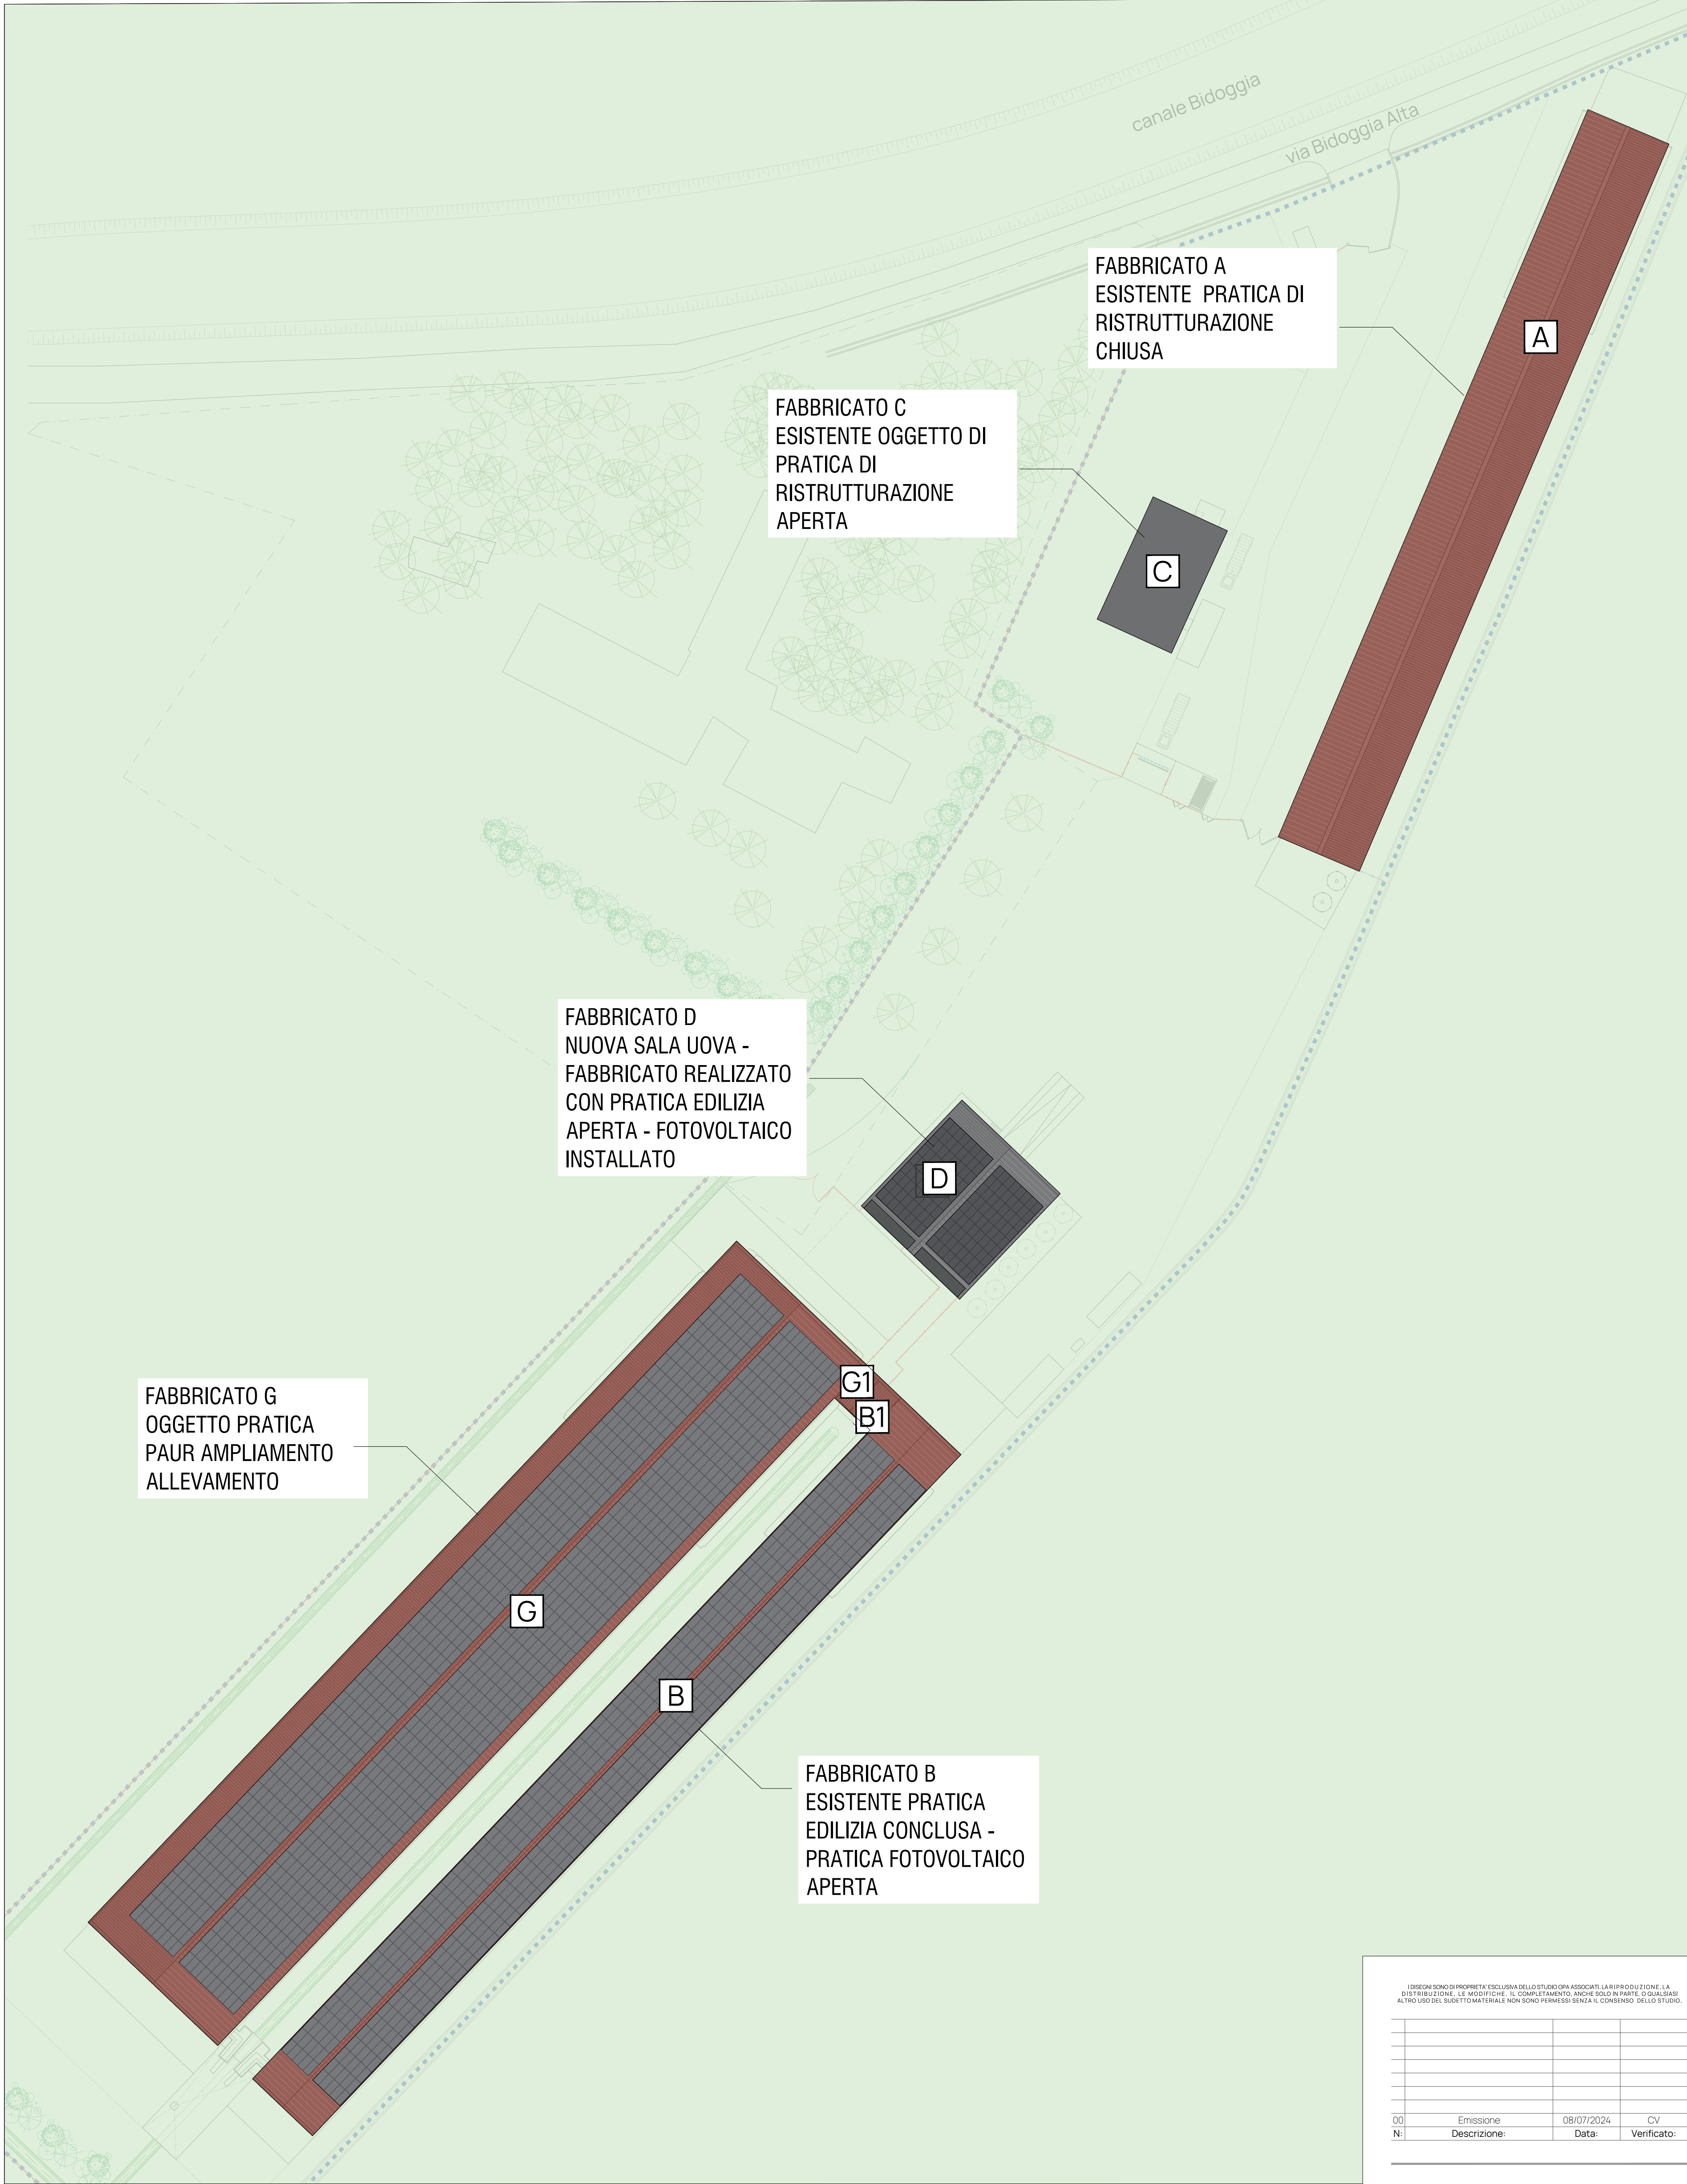 canale Bidoggia
via Bidoggia Alta
FABBRICATO A
ESISTENTE PRATICA DI
RISTRUTTURAZIONE
CHIUSA
A
FABBRICATO C
ESISTENTE OGGETTO DI
PRATICA DI
RISTRUTTURAZIONE
APERTA
C
FABBRICATO D
NUOVA SALA UOVA -
FABBRICATO REALIZZATO
CON PRATICA EDILIZIA
APERTA - FOTOVOLTAICO
INSTALLATO
D
G1
B1
FABBRICATO G
OGGETTO PRATICA
PAUR AMPLIAMENTO
ALLEVAMENTO
G
B
FABBRICATO B
ESISTENTE PRATICA
EDILIZIA CONCLUSA -
PRATICA FOTOVOLTAICO
APERTA
I DISEGNI SONO DI PROPRIETA' ESCLUSIVA DELLO STUDIO OPA ASSOCIATI. LA RIPRODUZIONE, LA
DISTRIBUZIONE, LE MODIFICHE, IL COMPLETAMENTO, ANCHE SOLO IN PARTE, O QUALSIASI
ALTRO USO DEL SUDETTO MATERIALE NON SONO PERMESSI SENZA IL CONSENSO DELLO STUDIO.
00 Emissione 08/07/2024 CV
N: Descrizione: Data: Verificato: